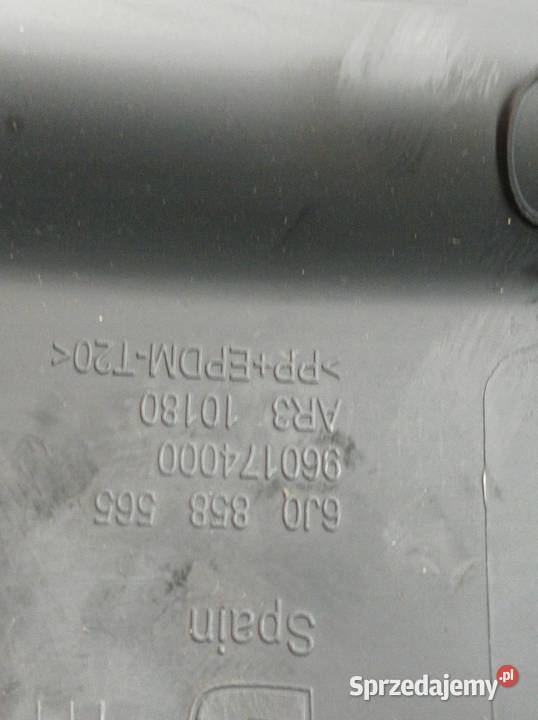 Spain
6J0 858 565
960174000
AR3 10180
>PP+EPDM-T20<
Sprzedajemy.pl